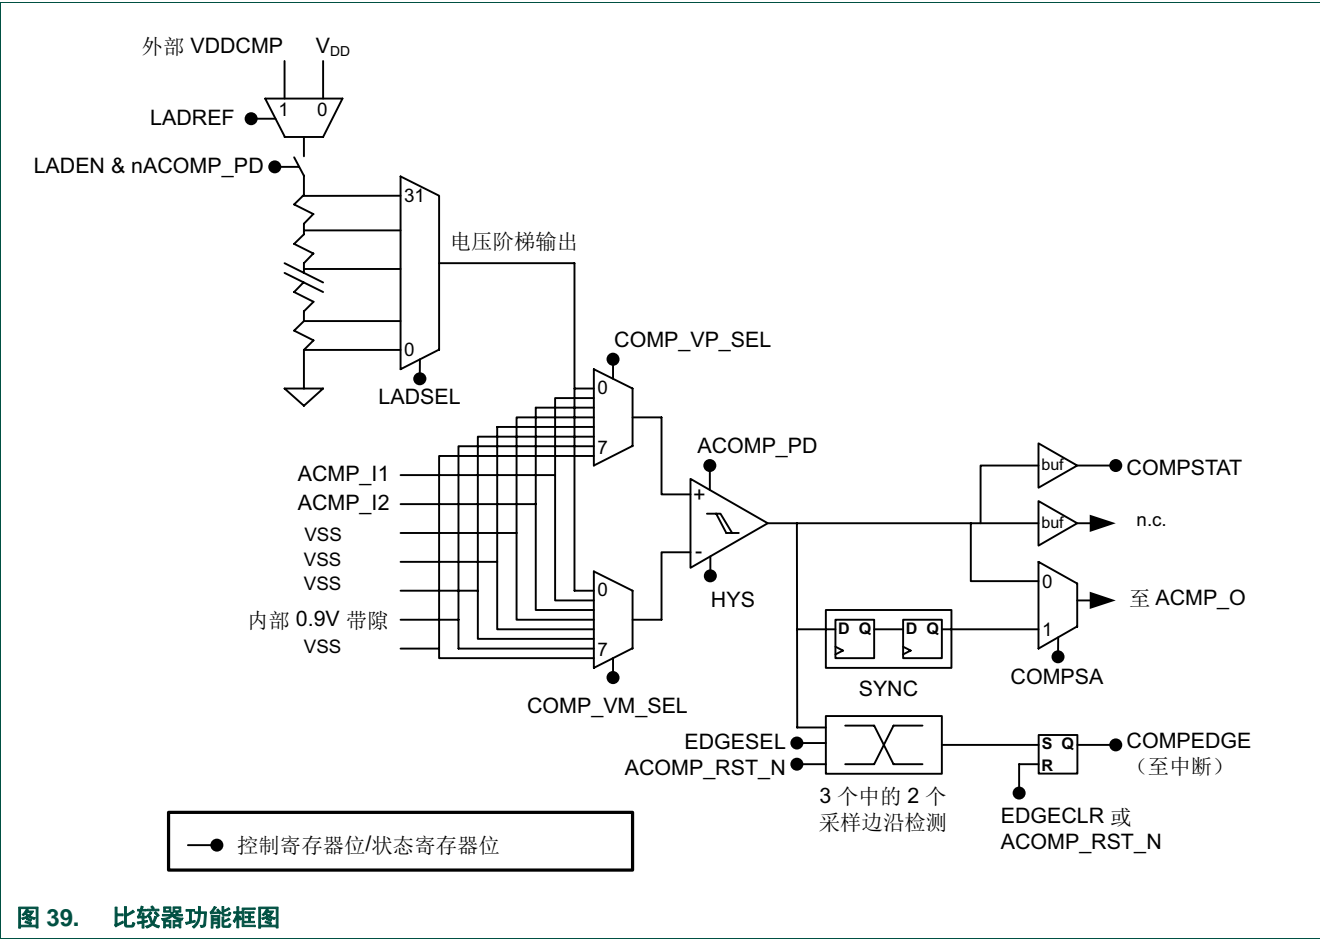 外部 VDDCMP
VDD
1
0
LADREF
LADEN & nACOMP_PD
31
电压阶梯输出
0
LADSEL
COMP_VP_SEL
0
7
ACMP_I1
ACMP_I2
VSS
VSS
VSS
内部 0.9V 带隙
VSS
ACOMP_PD
+
-
HYS
0
7
COMP_VM_SEL
buf
COMPSTAT
buf
n.c.
0
1
至 ACMP_O
COMPSA
D Q
D Q
SYNC
EDGESEL
ACOMP_RST_N
3 个中的 2 个
采样边沿检测
S Q
R
COMPEDGE
（至中断）
EDGECLR 或
ACOMP_RST_N
控制寄存器位/状态寄存器位
图 39. 比较器功能框图